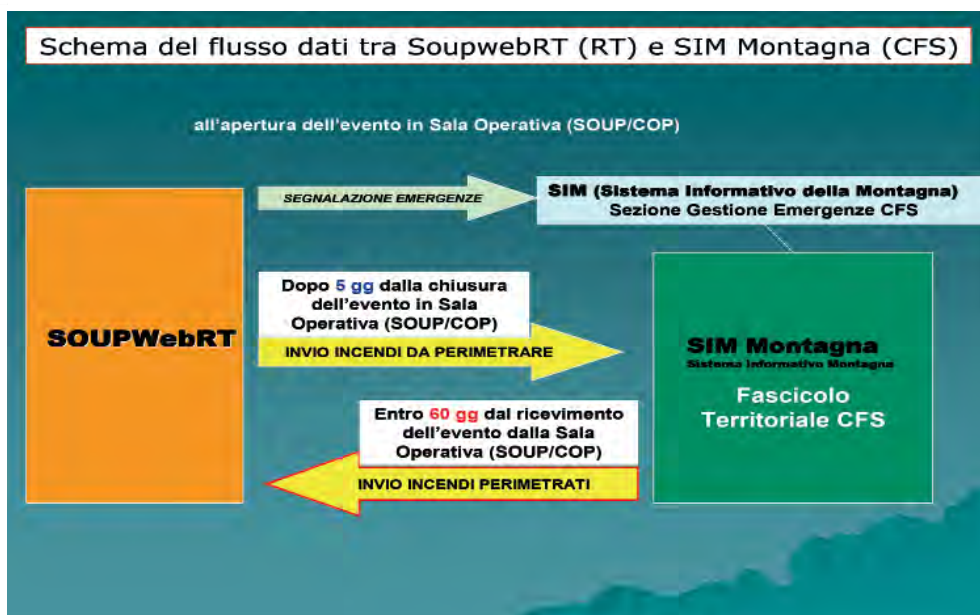 Schema del flusso dati tra SoupwebRT (RT) e SIM Montagna (CFS)
all'apertura dell'evento in Sala Operativa (SOUP/COP)
SEGNALAZIONE EMERGENZE
SIM (Sistema Informativo della Montagna)
Sezione Gestione Emergenze CFS
SOUPWebRT
Dopo 5 gg dalla chiusura
dell'evento in Sala
Operativa (SOUP/COP)
INVIO INCENDI DA PERIMETRARE
SIM Montagna
Sistema Informativo Montagna
Fascicolo
Territoriale CFS
Entro 60 gg dal ricevimento
dell'evento dalla Sala
Operativa (SOUP/COP)
INVIO INCENDI PERIMETRATI